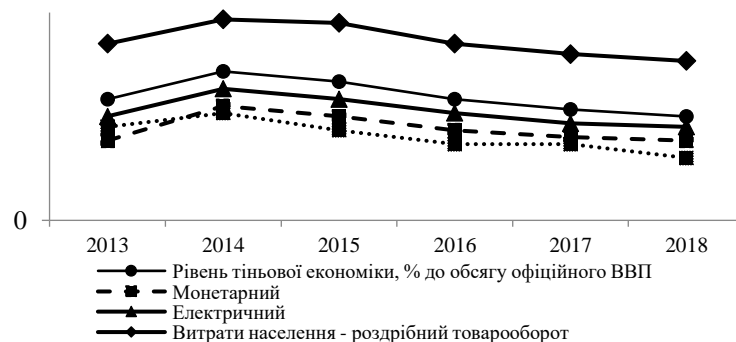 0
2013 2014 2015 2016 2017 2018
Рівень тіньової економіки, % до обсягу офіційного ВВП
Монетарний
Електричний
Витрати населення - роздрібний товарооборот